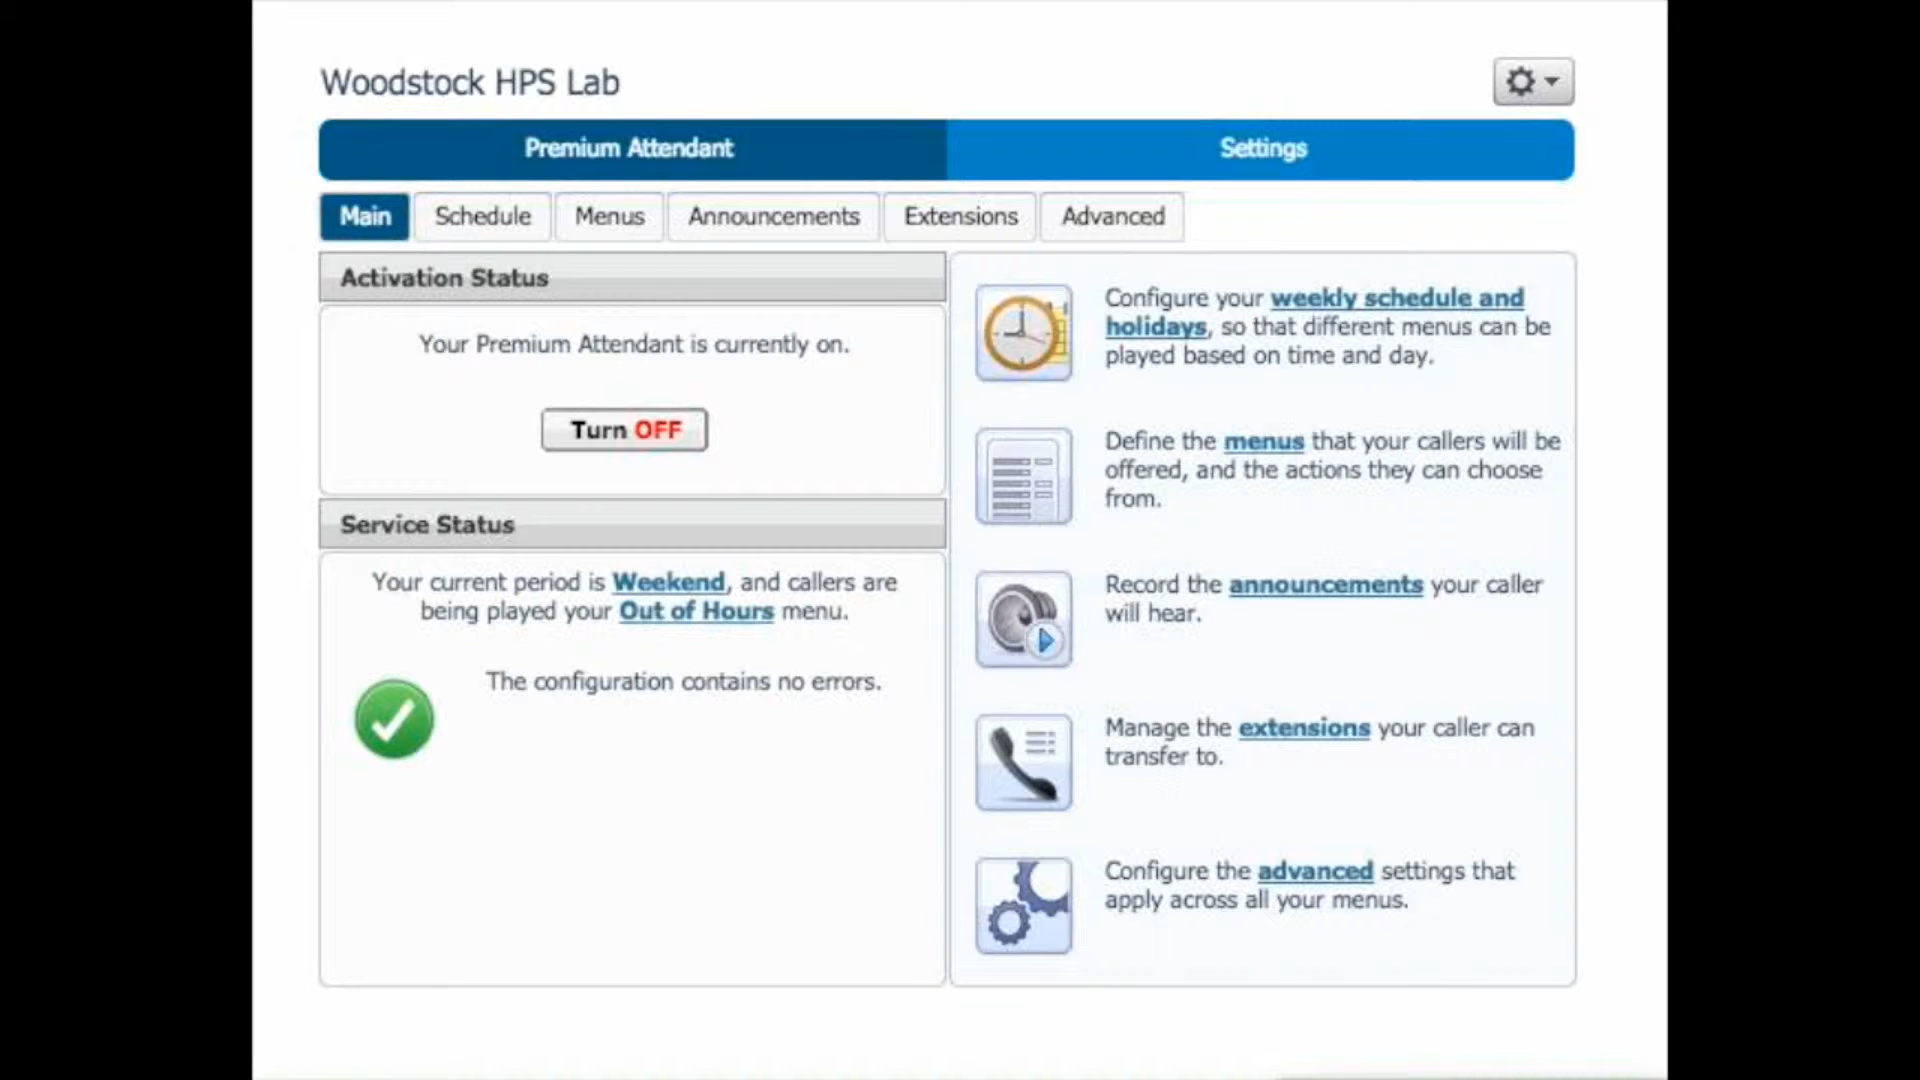 Woodstock HPS Lab
Premium Attendant
Settings
Main
Schedule
Menus
Announcements
Extensions
Advanced
Activation Status
Your Premium Attendant is currently on.
Turn OFF
Service Status
Your current period is Weekend, and callers are
being played your Out of Hours menu.
The configuration contains no errors.
Configure your weekly schedule and
holidays, so that different menus can be
played based on time and day.
Define the menus that your callers will be
offered, and the actions they can choose
from.
Record the announcements your caller
will hear.
Manage the extensions your caller can
transfer to.
Configure the advanced settings that
apply across all your menus.